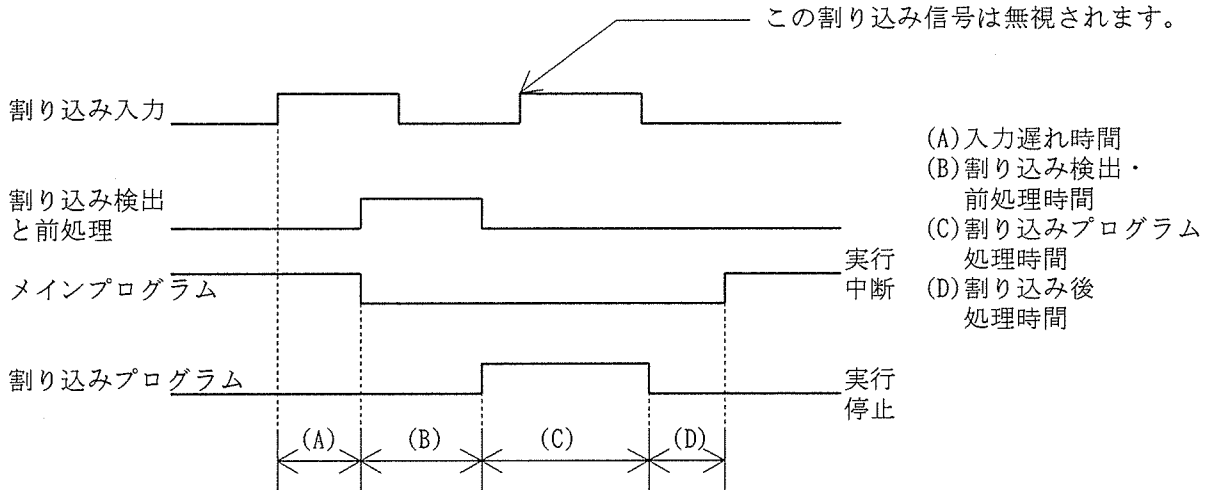 この割り込み信号は無視されます。
割り込み入力
割り込み検出
と前処理
メインプログラム
割り込みプログラム
実行
中断
実行
停止
(A)入力遅れ時間
(B)割り込み検出・
前処理時間
(C)割り込みプログラム
処理時間
(D)割り込み後
処理時間
(A)
(B)
(C)
(D)